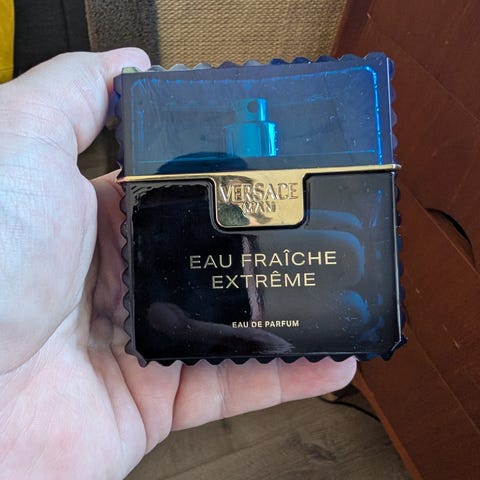 VERSACE
MAN
EAU FRAÎCHE
EXTRÊME
EAU DE PARFUM